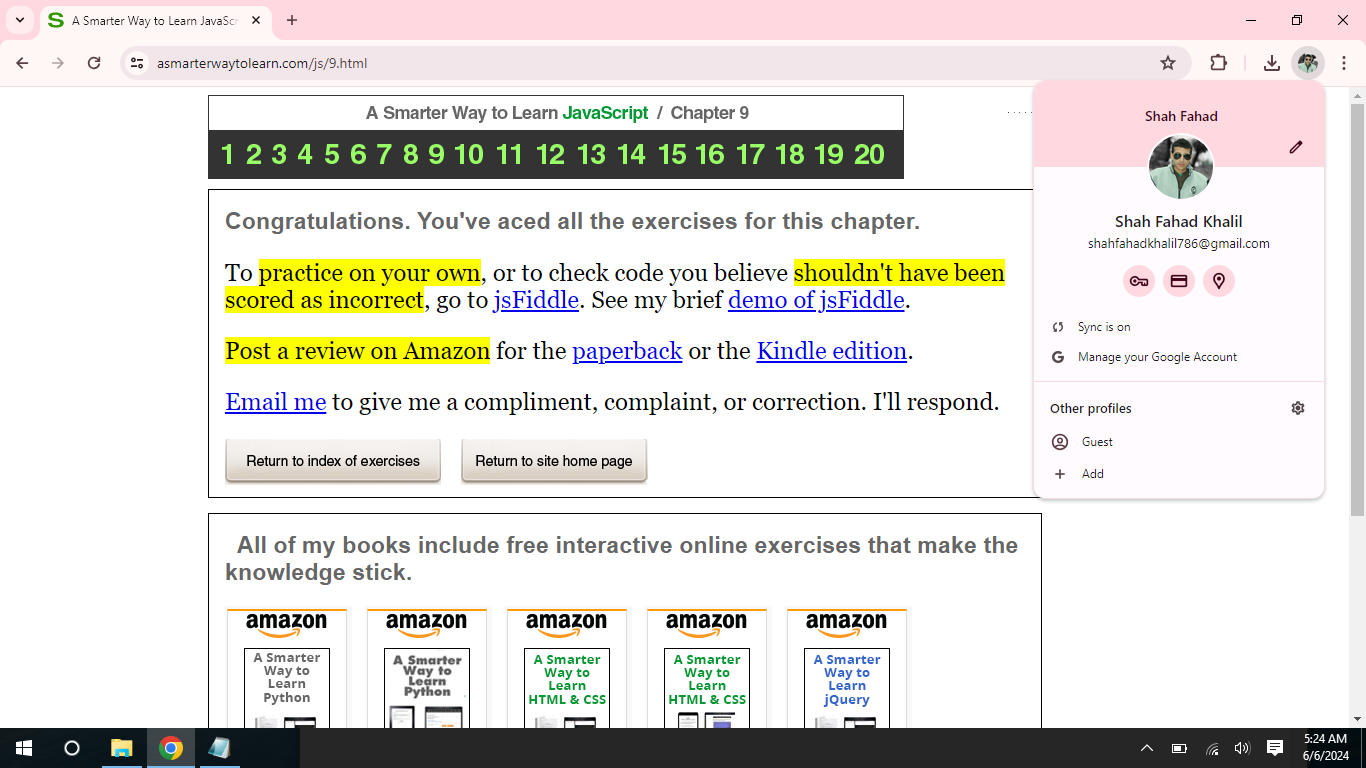 A Smarter Way to Learn JavaScr
asmarterwaytolearn.com/js/9.html
A Smarter Way to Learn JavaScript / Chapter 9
1 2 3 4 5 6 7 8 9 10 11 12 13 14 15 16 17 18 19 20
Congratulations. You've aced all the exercises for this chapter.
To practice on your own, or to check code you believe shouldn't have been
scored as incorrect, go to jsFiddle. See my brief demo of jsFiddle.
Post a review on Amazon for the paperback or the Kindle edition.
Email me to give me a compliment, complaint, or correction. I'll respond.
Return to index of exercises Return to site home page
Shah Fahad
Shah Fahad Khalil
shahfahadkhalil786@gmail.com
Sync is on
Manage your Google Account
Other profiles
Guest
Add
All of my books include free interactive online exercises that make the
knowledge stick.
amazon amazon amazon amazon amazon
A Smarter
Way to
Learn
Python
A Smarter
Way to
Learn
Python
A Smarter
Way to
Learn
HTML & CSS
A Smarter
Way to
Learn
HTML & CSS
A Smarter
Way to
Learn
jQuery
5:24 AM
6/6/2024